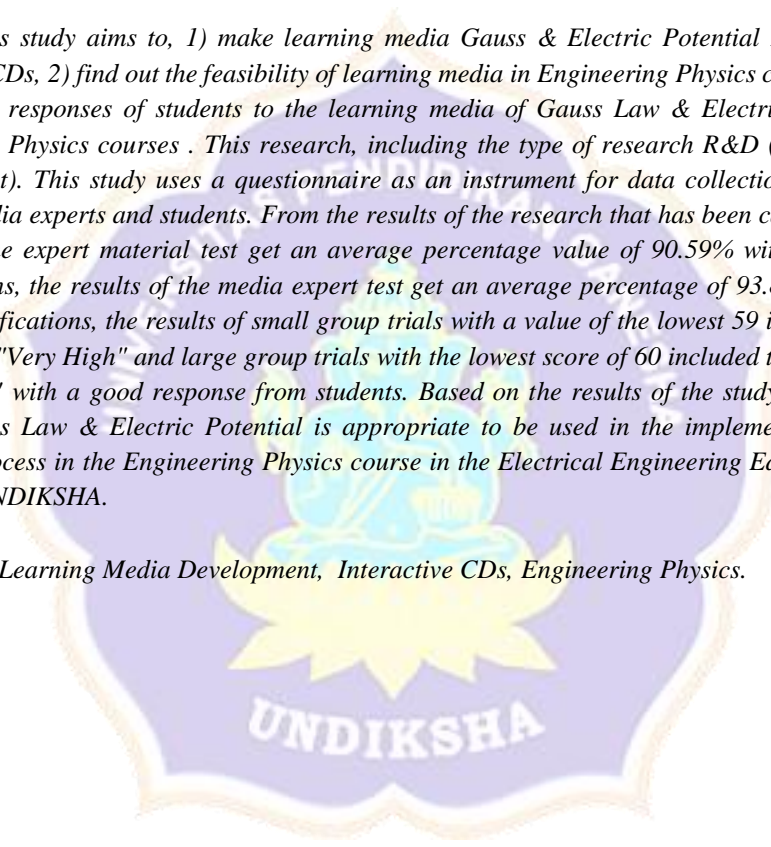 s study aims to, 1) make learning media Gauss & Electric Potential
CDs, 2) find out the feasibility of learning media in Engineering Physics c
responses of students to the learning media of Gauss Law & Electri
Physics courses . This research, including the type of research R&D (
t). This study uses a questionnaire as an instrument for data collectio
dia experts and students. From the results of the research that has been c
e expert material test get an average percentage value of 90.59% wit
ns, the results of the media expert test get an average percentage of 93.
fications, the results of small group trials with a value of the lowest 59 i
"Very High" and large group trials with the lowest score of 60 included t
" with a good response from students. Based on the results of the study
s Law & Electric Potential is appropriate to be used in the impleme
ocess in the Engineering Physics course in the Electrical Engineering Ed
NDIKSHA.
Learning Media Development, Interactive CDs, Engineering Physics.
UNIVERSITAS PENDIDIKAN GANESHA
UNDIKSHA